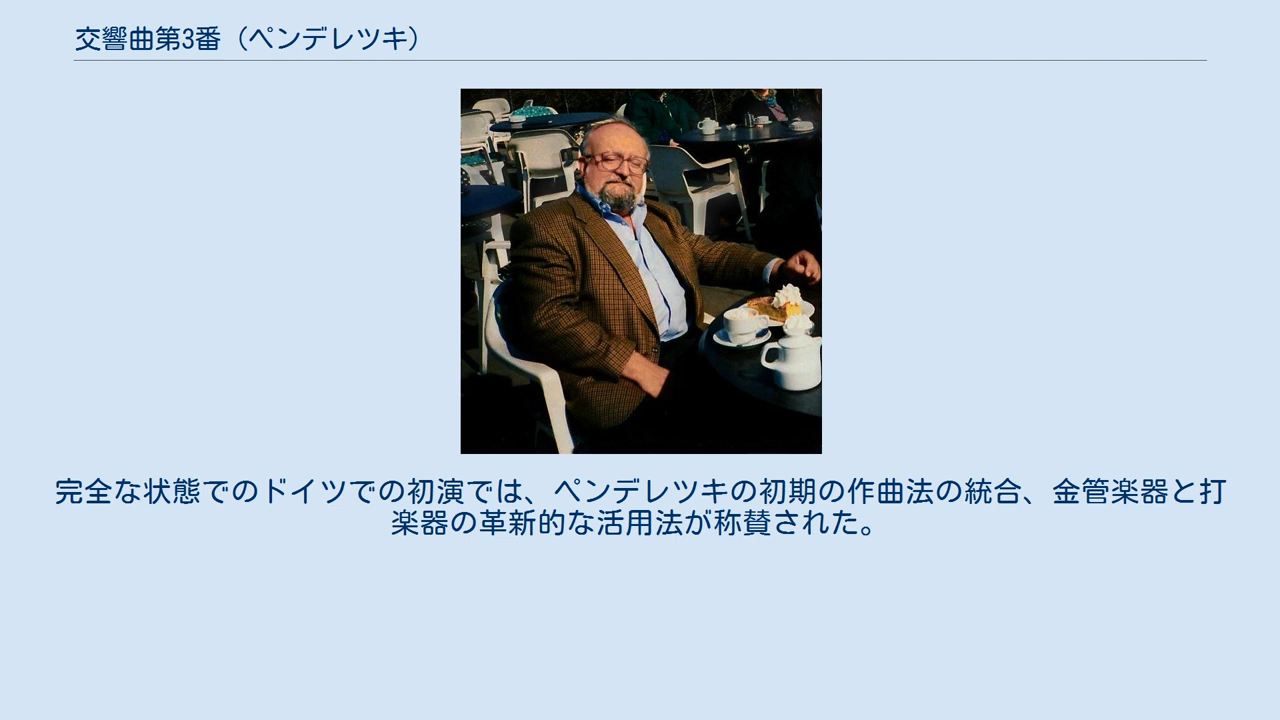 交響曲第3番（ペンデレツキ）
完全な状態でのドイツでの初演では、ペンデレツキの初期の作曲法の統合、金管楽器と打
楽器の革新的な活用法が称賛された。